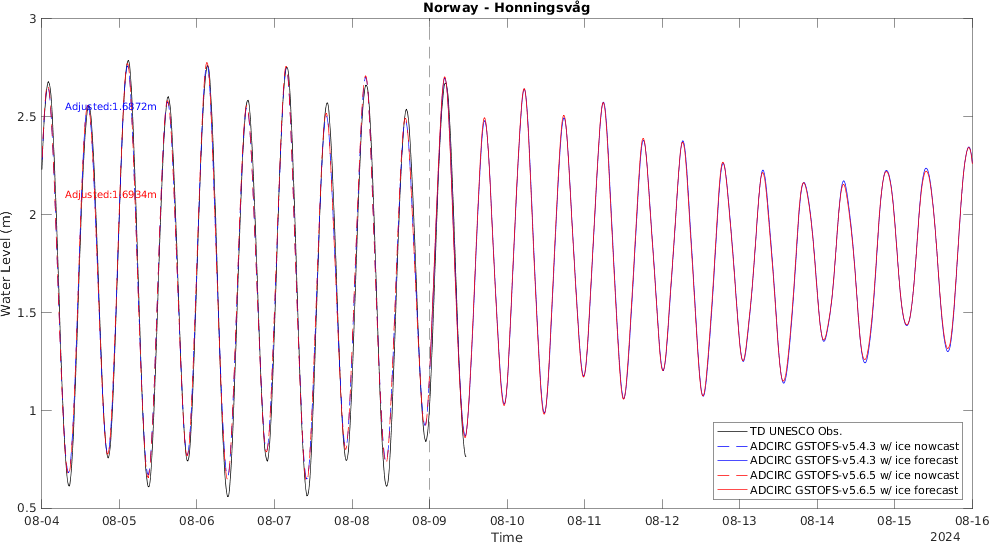 Norway - Honningsvåg
3
2.5
2
1.5
1
0.5
Water Level (m)
Adjusted:1.6872m
Adjusted:1.6934m
TD UNESCO Obs.
ADCIRC GSTOFS-v5.4.3 w/ ice nowcast
ADCIRC GSTOFS-v5.4.3 w/ ice forecast
ADCIRC GSTOFS-v5.6.5 w/ ice nowcast
ADCIRC GSTOFS-v5.6.5 w/ ice forecast
08-04 08-05 08-06 08-07 08-08 08-09 08-10 08-11 08-12 08-13 08-14 08-15 08-16
Time
2024